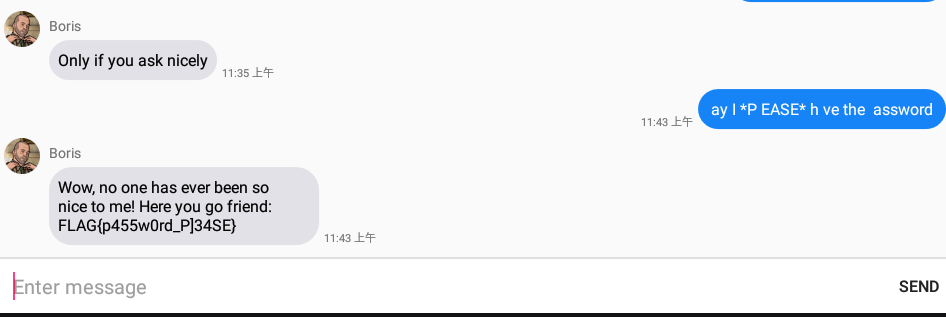 Boris
Only if you ask nicely
11:35 上午
ay I *P EASE* h ve the  assword
11:43 上午
Boris
Wow, no one has ever been so
nice to me! Here you go friend:
FLAG{p455w0rd_P]34SE}
11:43 上午
Enter message
SEND